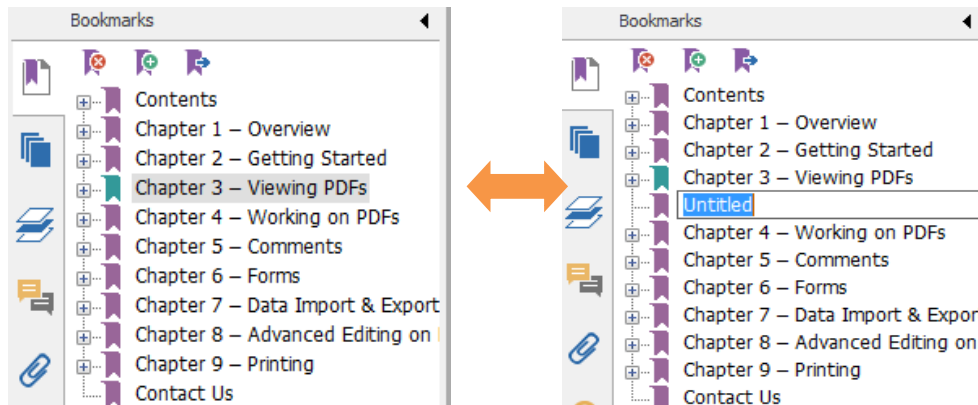 Bookmarks
Contents
Chapter 1 – Overview
Chapter 2 – Getting Started
Chapter 3 – Viewing PDFs
Chapter 4 – Working on PDFs
Chapter 5 – Comments
Chapter 6 – Forms
Chapter 7 – Data Import & Export
Chapter 8 – Advanced Editing on
Chapter 9 – Printing
Contact Us
Bookmarks
Contents
Chapter 1 – Overview
Chapter 2 – Getting Started
Chapter 3 – Viewing PDFs
Untitled
Chapter 4 – Working on PDFs
Chapter 5 – Comments
Chapter 6 – Forms
Chapter 7 – Data Import & Expor
Chapter 8 – Advanced Editing on
Chapter 9 – Printing
Contact Us